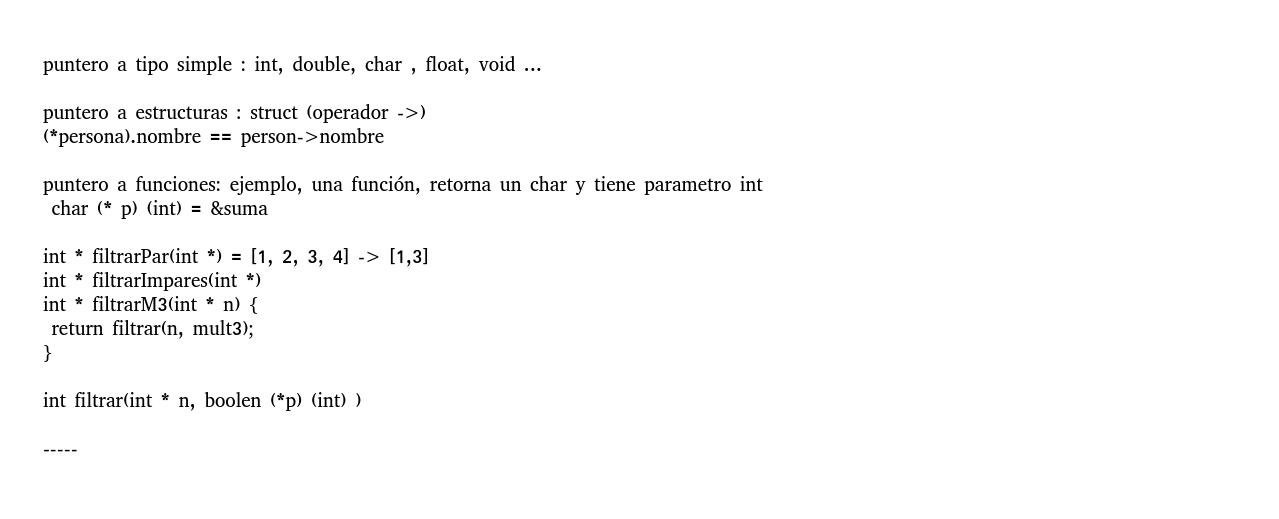 puntero a tipo simple : int, double, char , float, void ...
puntero a estructuras : struct (operador ->)
(*persona).nombre == person->nombre
puntero a funciones: ejemplo, una función, retorna un char y tiene parametro int
char (* p) (int) = &suma
int * filtrarPar(int *) = [1, 2, 3, 4] -> [1,3]
int * filtrarImpares(int *)
int * filtrarM3(int * n) {
return filtrar(n, mult3);
}
int filtrar(int * n, boolen (*p) (int) )
-----